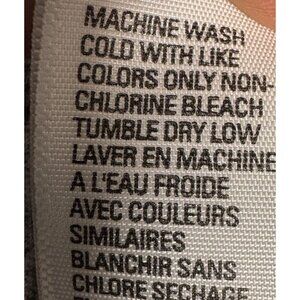 MACHINE WASH
COLD WITH LIKE
COLORS ONLY NON-
CHLORINE BLEACH
TUMBLE DRY LOW
LAVER EN MACHINE
A L'EAU FROIDE
AVEC COULEURS
SIMILAIRES
BLANCHIR SANS
CHLORE SECHAGE